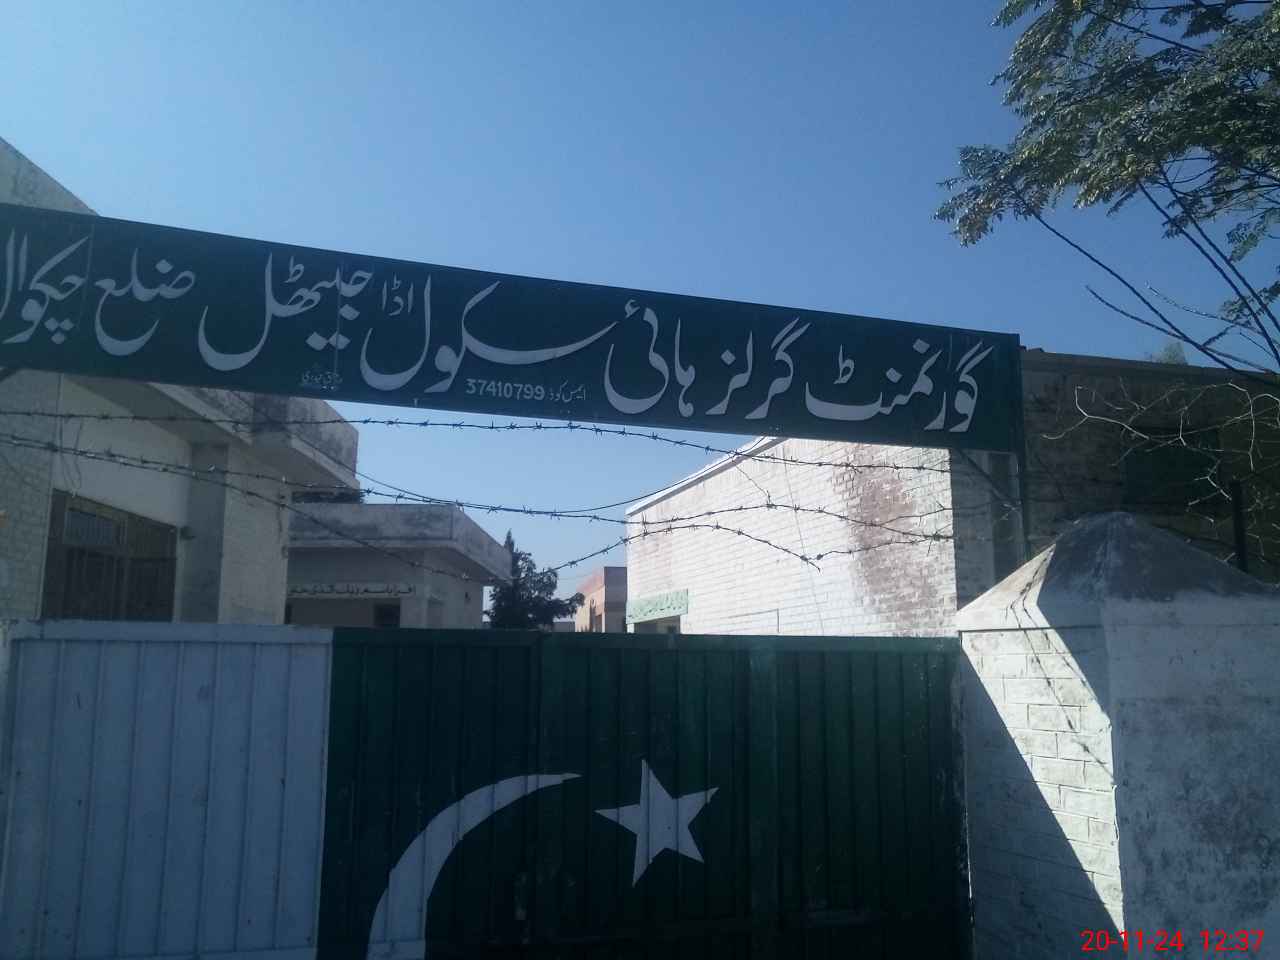 گورنمنٹ گرلز ہائی سکول اڈا جیٹھل ضلع چکوال
ایمس کوڈ 37410799
20-11-24 12:37